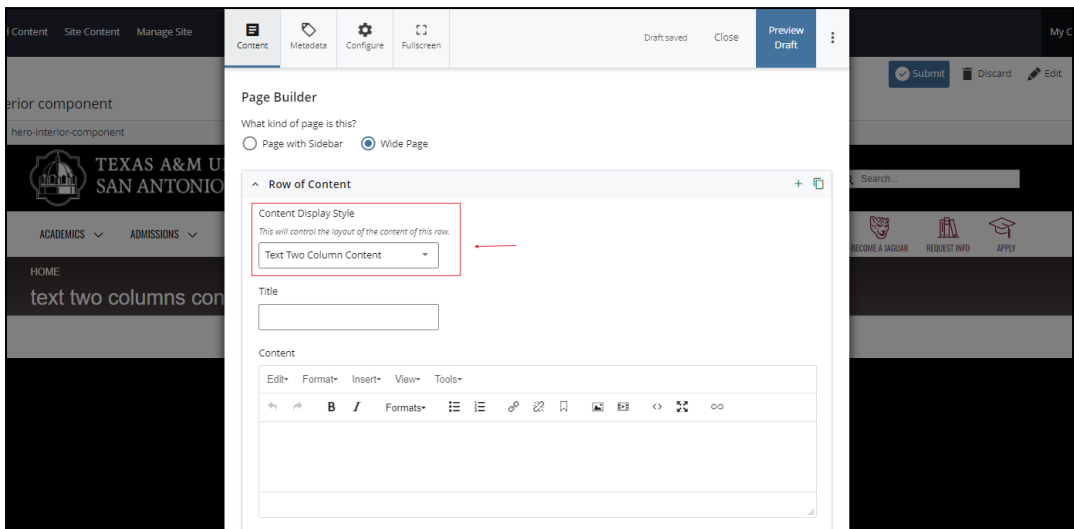 Content Site Content Manage Site
Content Metadata Configure Fullscreen Draft saved Close Preview Draft
My C
Submit Discard Edit
Page Builder
erior component
What kind of page is this?
hero-interior-component
Page with Sidebar Wide Page
TEXAS A&M U
SAN ANTONIO
Row of Content
Search...
Content Display Style
This will control the layout of the content of this row.
Text Two Column Content
ACADEMICS ADMISSIONS
BECOME A JAGUAR REQUEST INFO APPLY
HOME
text two columns con
Title
Content
Edit Format Insert View Tools
B I Formats